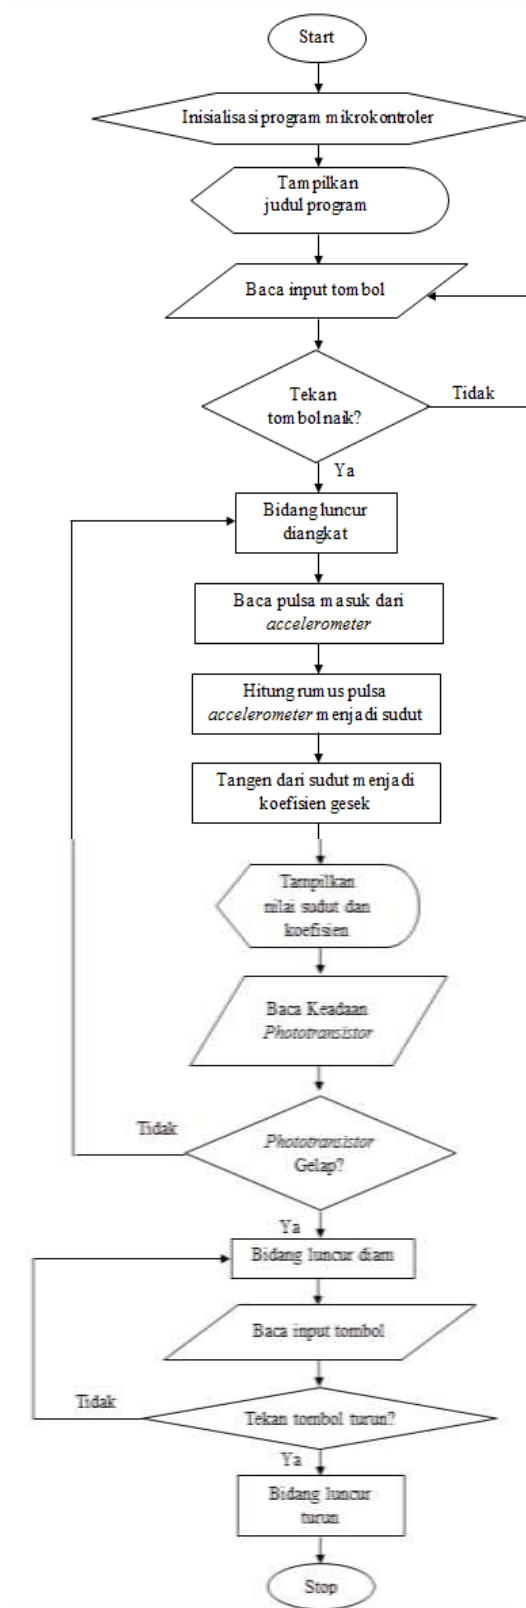 Start
Inisialisasi program mikrokontroler
Tampilkan
judul program
Baca input tombol
Tekan
tombol naik?
Tidak
Ya
Bidang luncur
diangkat
Baca pulsa masuk dari
accelerometer
Hitung rumus pulsa
accelerometer menjadi sudut
Tangen dari sudut menjadi
koefisien gesek
Tampilkan
nilai sudut dan
koefisien
Baca Keadaan
Phototransistor
Tidak
Phototransistor
Gelap?
Ya
Bidang luncur diam
Baca input tombol
Tidak
Tekan tombol turun?
Ya
Bidang luncur
turun
Stop